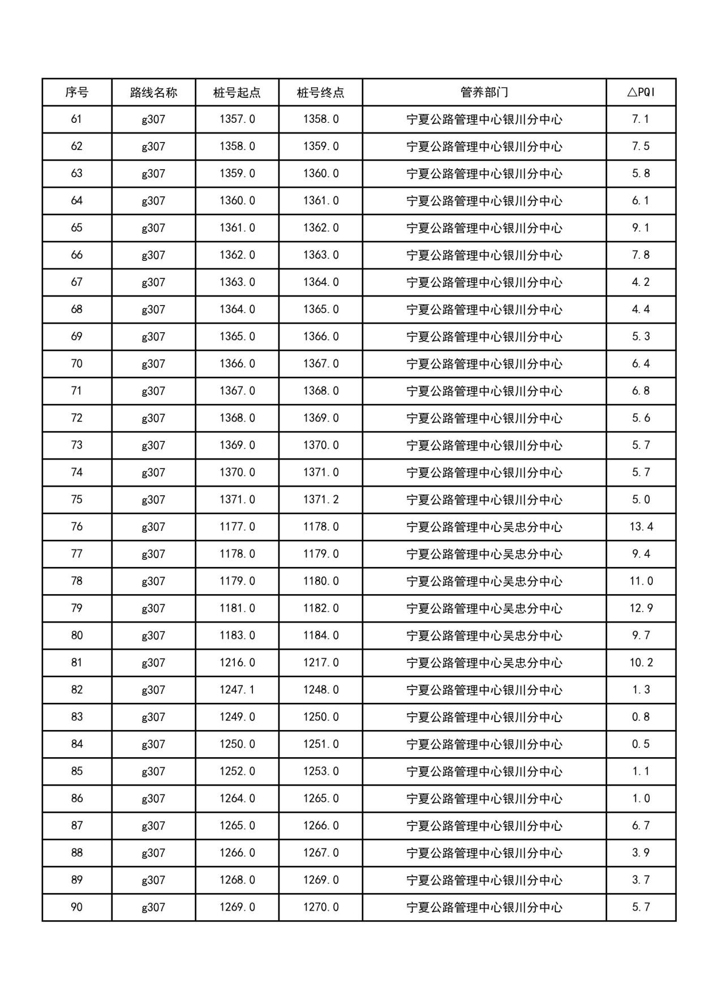 序号 路线名称 桩号起点 桩号终点 管养部门 △PQI
61 g307 1357.0 1358.0 宁夏公路管理中心银川分中心 7.1
62 g307 1358.0 1359.0 宁夏公路管理中心银川分中心 7.5
63 g307 1359.0 1360.0 宁夏公路管理中心银川分中心 5.8
64 g307 1360.0 1361.0 宁夏公路管理中心银川分中心 6.1
65 g307 1361.0 1362.0 宁夏公路管理中心银川分中心 9.1
66 g307 1362.0 1363.0 宁夏公路管理中心银川分中心 7.8
67 g307 1363.0 1364.0 宁夏公路管理中心银川分中心 4.2
68 g307 1364.0 1365.0 宁夏公路管理中心银川分中心 4.4
69 g307 1365.0 1366.0 宁夏公路管理中心银川分中心 5.3
70 g307 1366.0 1367.0 宁夏公路管理中心银川分中心 6.4
71 g307 1367.0 1368.0 宁夏公路管理中心银川分中心 6.8
72 g307 1368.0 1369.0 宁夏公路管理中心银川分中心 5.6
73 g307 1369.0 1370.0 宁夏公路管理中心银川分中心 5.7
74 g307 1370.0 1371.0 宁夏公路管理中心银川分中心 5.7
75 g307 1371.0 1371.2 宁夏公路管理中心银川分中心 5.0
76 g307 1177.0 1178.0 宁夏公路管理中心吴忠分中心 13.4
77 g307 1178.0 1179.0 宁夏公路管理中心吴忠分中心 9.4
78 g307 1179.0 1180.0 宁夏公路管理中心吴忠分中心 11.0
79 g307 1181.0 1182.0 宁夏公路管理中心吴忠分中心 12.9
80 g307 1183.0 1184.0 宁夏公路管理中心吴忠分中心 9.7
81 g307 1216.0 1217.0 宁夏公路管理中心吴忠分中心 10.2
82 g307 1247.1 1248.0 宁夏公路管理中心银川分中心 1.3
83 g307 1249.0 1250.0 宁夏公路管理中心银川分中心 0.8
84 g307 1250.0 1251.0 宁夏公路管理中心银川分中心 0.5
85 g307 1252.0 1253.0 宁夏公路管理中心银川分中心 1.1
86 g307 1264.0 1265.0 宁夏公路管理中心银川分中心 1.0
87 g307 1265.0 1266.0 宁夏公路管理中心银川分中心 6.7
88 g307 1266.0 1267.0 宁夏公路管理中心银川分中心 3.9
89 g307 1268.0 1269.0 宁夏公路管理中心银川分中心 3.7
90 g307 1269.0 1270.0 宁夏公路管理中心银川分中心 5.7